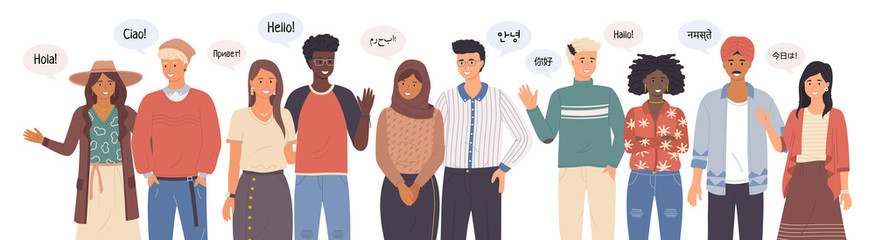 Hola!
Ciao!
Привет!
Hello!
ا ب ح ر م!
안녕
你好
Hallo!
नमस्ते
今日は!